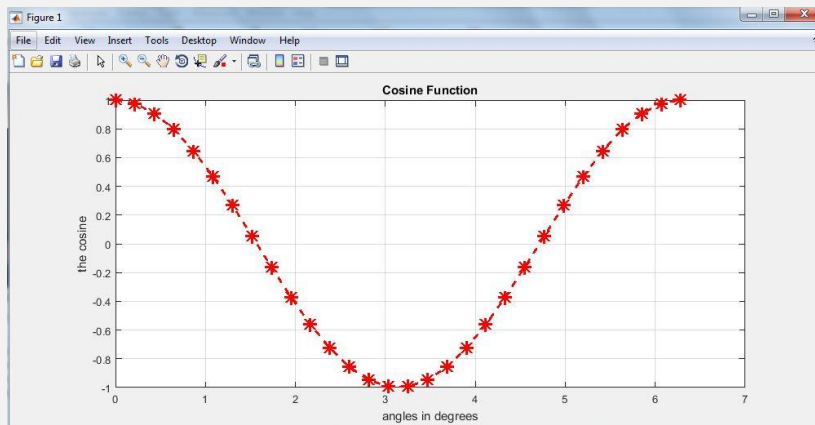 Figure 1
File Edit View Insert Tools Desktop Window Help
Cosine Function
1
0.8
0.6
0.4
0.2
0
-0.2
-0.4
-0.6
-0.8
-1
the cosine
0 1 2 3 4 5 6 7
angles in degrees